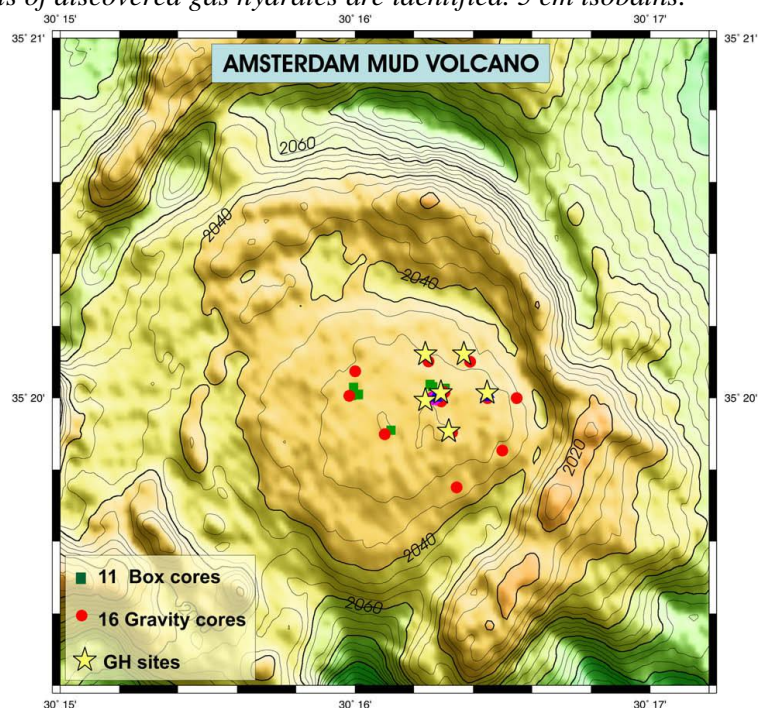 s of discovered gas hydrates are identified. 5 cm isobaths.
30˚ 15' 30˚ 16' 30˚ 17'
35˚ 21' 35˚ 21'
AMSTERDAM MUD VOLCANO
2060
2040
2040
35˚ 20' 35˚ 20'
2020
2040
2060
11 Box cores
16 Gravity cores
GH sites
30˚ 15' 30˚ 16' 30˚ 17'